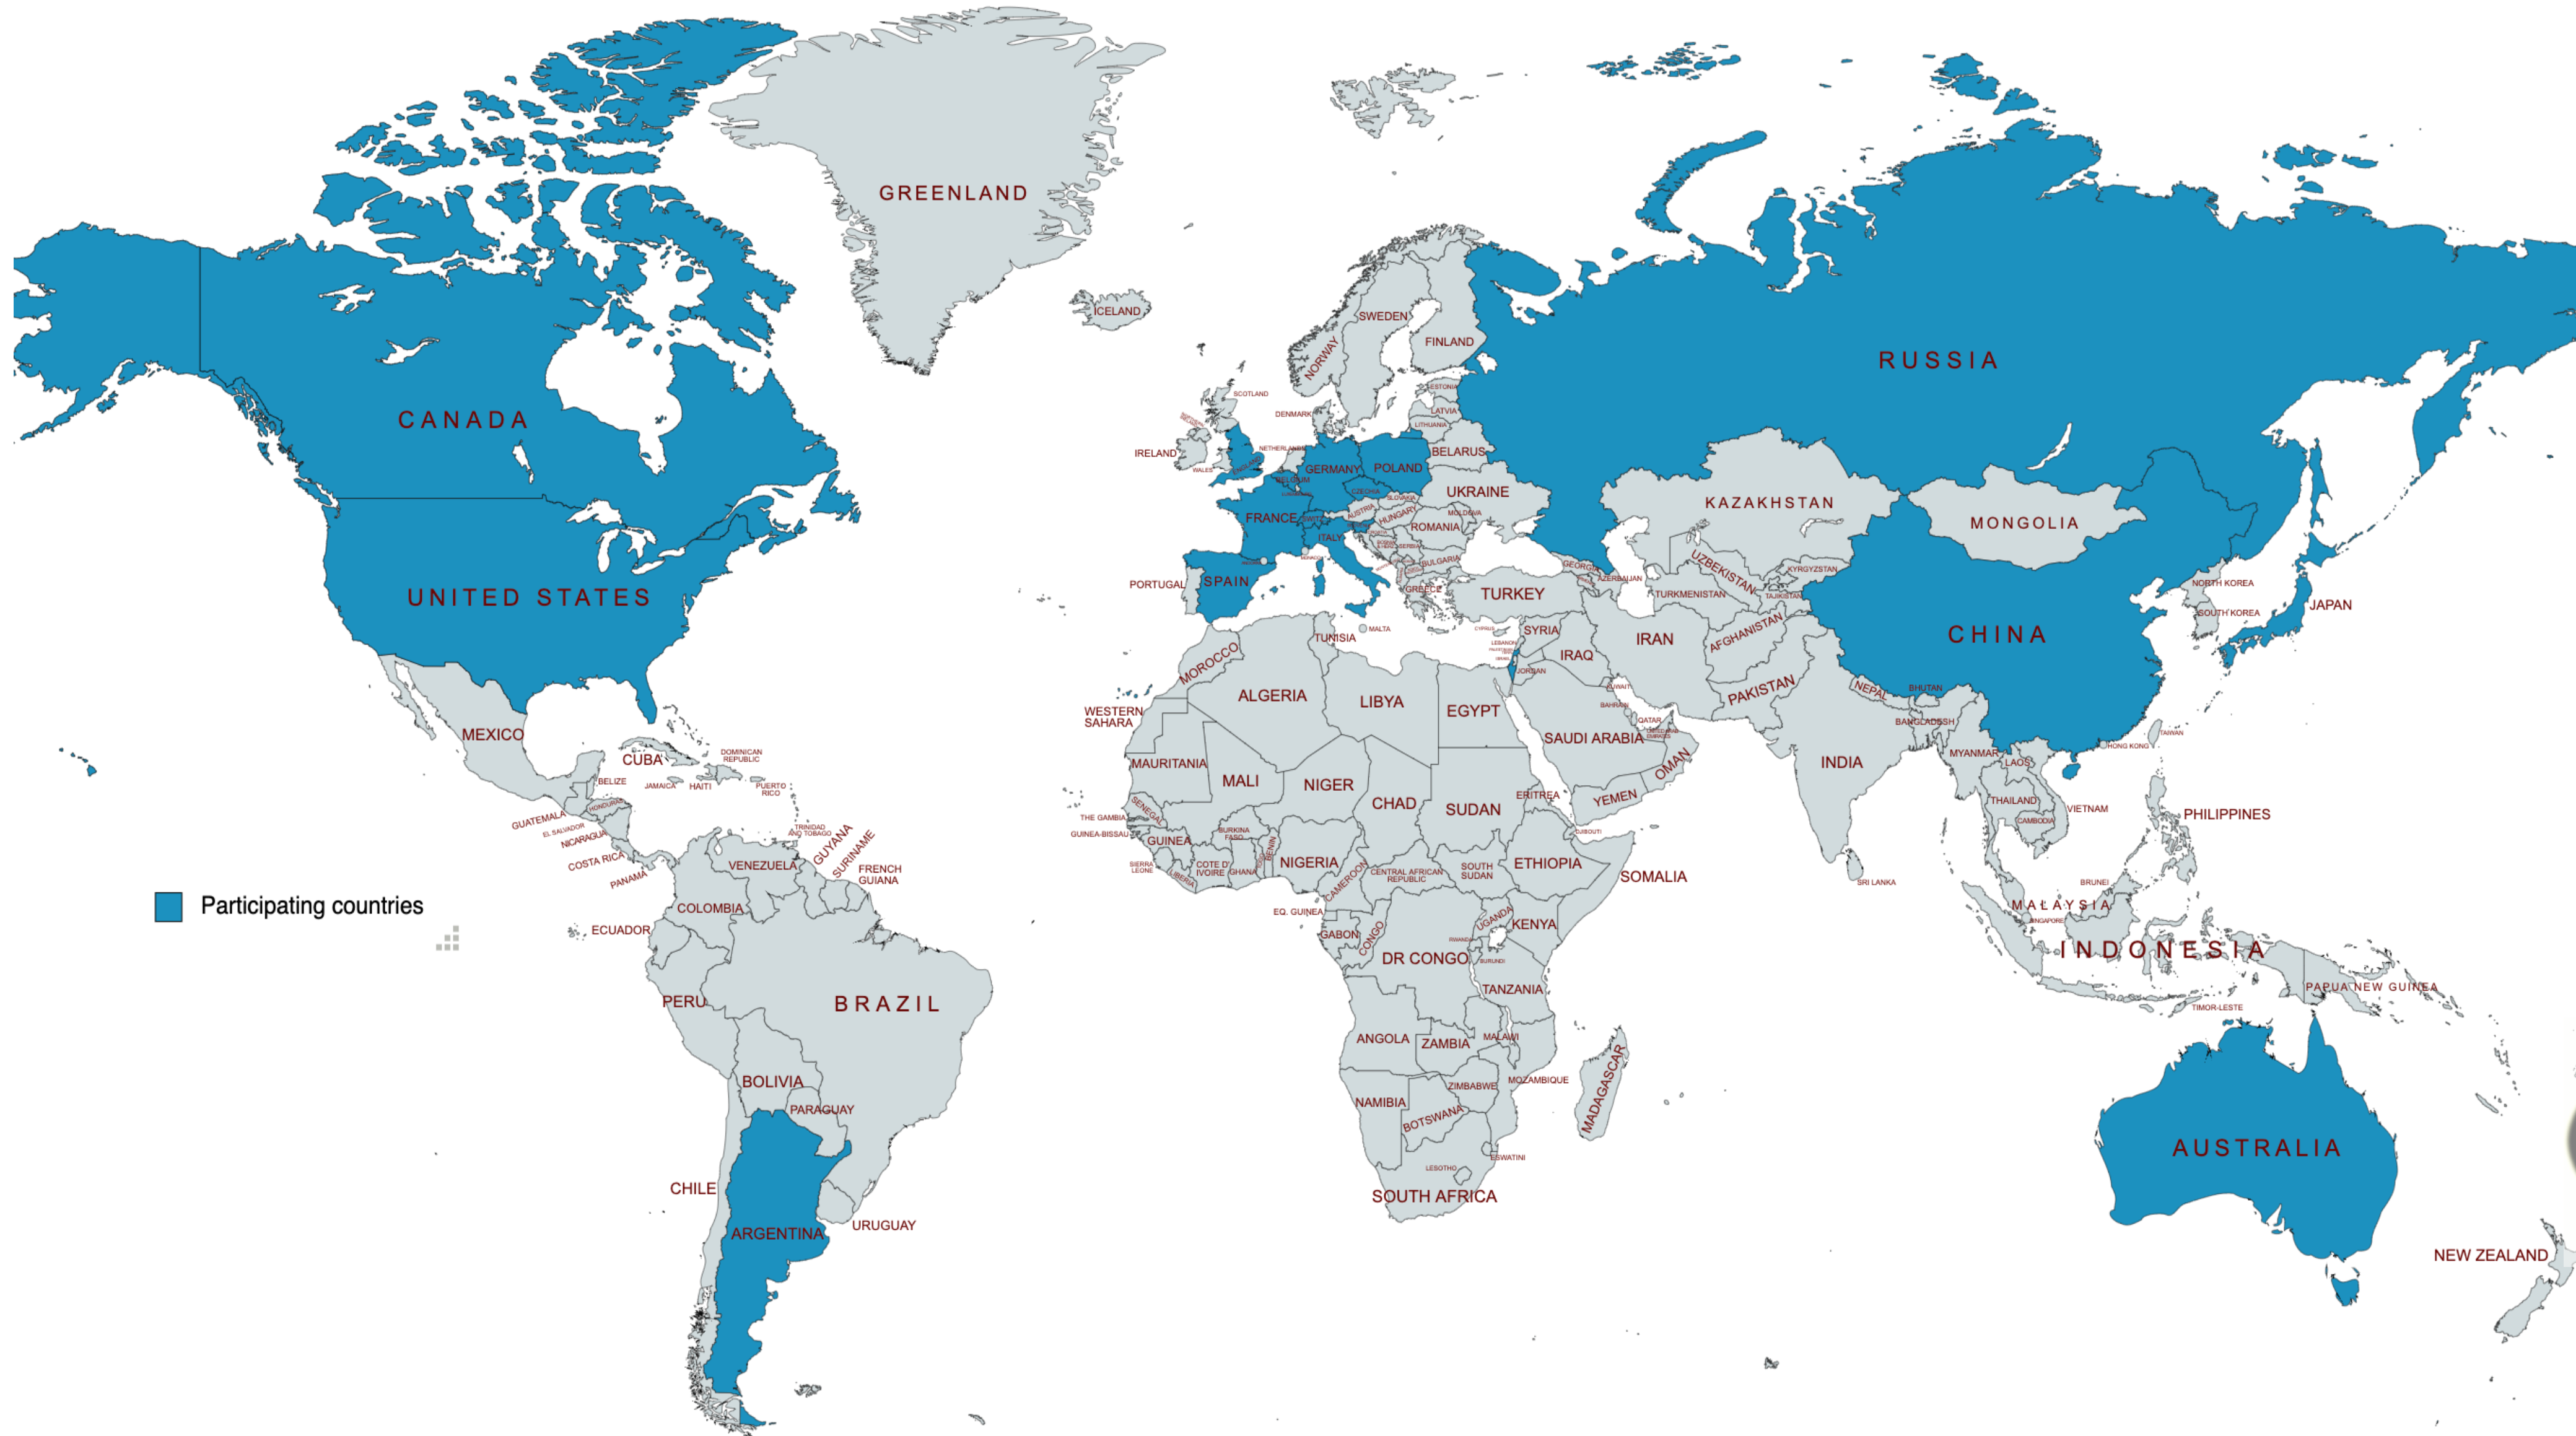 GREENLAND
ICELAND
SWEDEN
FINLAND
NORWAY
RUSSIA
ESTONIA
SCOTLAND
LATVIA
DENMARK
CANADA
LITHUANIA
IRELAND
NETHERLANDS
BELARUS
ENGLAND
WALES
GERMANY
POLAND
BELGIUM
CZECHIA
UKRAINE
SLOVAKIA
KAZAKHSTAN
AUSTRIA
HUNGARY
MOLDOVA
FRANCE
SWITZ
MONGOLIA
ROMANIA
ITALY
SERBIA
MONACO
BULGARIA
GEORGIA
UZBEKISTAN
KYRGYZSTAN
AZERBAIJAN
PORTUGAL
SPAIN
GREECE
TURKEY
TURKMENISTAN
TAJIKISTAN
NORTH KOREA
UNITED STATES
JAPAN
SOUTH KOREA
TUNISIA
MALTA
CYPRUS
SYRIA
IRAN
AFGHANISTAN
CHINA
LEBANON
IRAQ
ISRAEL
JORDAN
MOROCCO
ALGERIA
LIBYA
EGYPT
KUWAIT
PAKISTAN
NEPAL
BHUTAN
WESTERN
SAHARA
BAHRAIN
QATAR
UNITED ARAB
EMIRATES
BANGLADESH
MEXICO
SAUDI ARABIA
OMAN
TAIWAN
HONG KONG
CUBA
DOMINICAN
REPUBLIC
MAURITANIA
MALI
NIGER
INDIA
MYANMAR
LAOS
BELIZE
JAMAICA
HAITI
PUERTO
RICO
CHAD
SUDAN
ERITREA
YEMEN
THAILAND
VIETNAM
PHILIPPINES
HONDURAS
GUATEMALA
EL SALVADOR
NICARAGUA
SENEGAL
THE GAMBIA
GUINEA-BISSAU
CAMBODIA
TRINIDAD
AND TOBAGO
GUYANA
SURINAME
BURKINA
FASO
BENIN
DJIBOUTI
GUINEA
COSTA RICA
PANAMA
VENEZUELA
FRENCH
GUIANA
SIERRA
LEONE
LIBERIA
COTE D'
IVOIRE
GHANA
NIGERIA
CAMEROON
CENTRAL AFRICAN
REPUBLIC
SOUTH
SUDAN
ETHIOPIA
SOMALIA
SRI LANKA
BRUNEI
Participating countries
COLOMBIA
MALAYSIA
SINGAPORE
ECUADOR
EQ. GUINEA
GABON
CONGO
UGANDA
KENYA
RWANDA
INDONESIA
DR CONGO
BURUNDI
PERU
BRAZIL
TANZANIA
PAPUA NEW GUINEA
TIMOR-LESTE
ANGOLA
ZAMBIA
MALAWI
BOLIVIA
MADAGASCAR
ZIMBABWE
MOZAMBIQUE
PARAGUAY
NAMIBIA
BOTSWANA
AUSTRALIA
ESWATINI
LESOTHO
CHILE
SOUTH AFRICA
ARGENTINA
URUGUAY
NEW ZEALAND